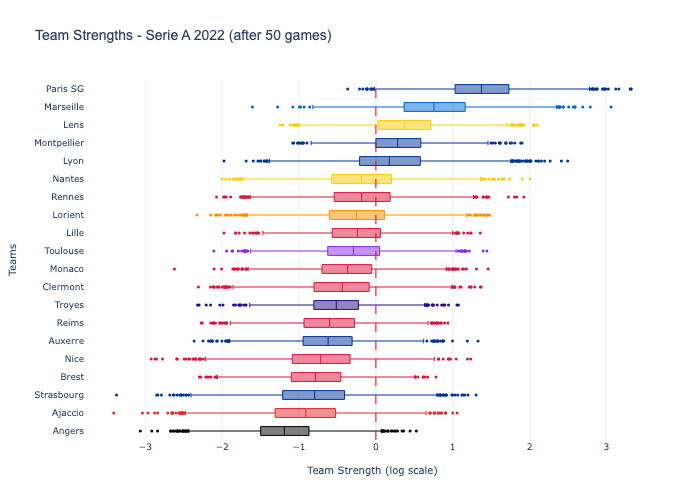 Team Strengths - Serie A 2022 (after 50 games)
Paris SG
Marseille
Lens
Montpellier
Lyon
Nantes
Rennes
Lorient
Lille
Toulouse
Monaco
Clermont
Troyes
Reims
Auxerre
Nice
Brest
Strasbourg
Ajaccio
Angers
Teams
−3 −2 −1 0 1 2 3
Team Strength (log scale)